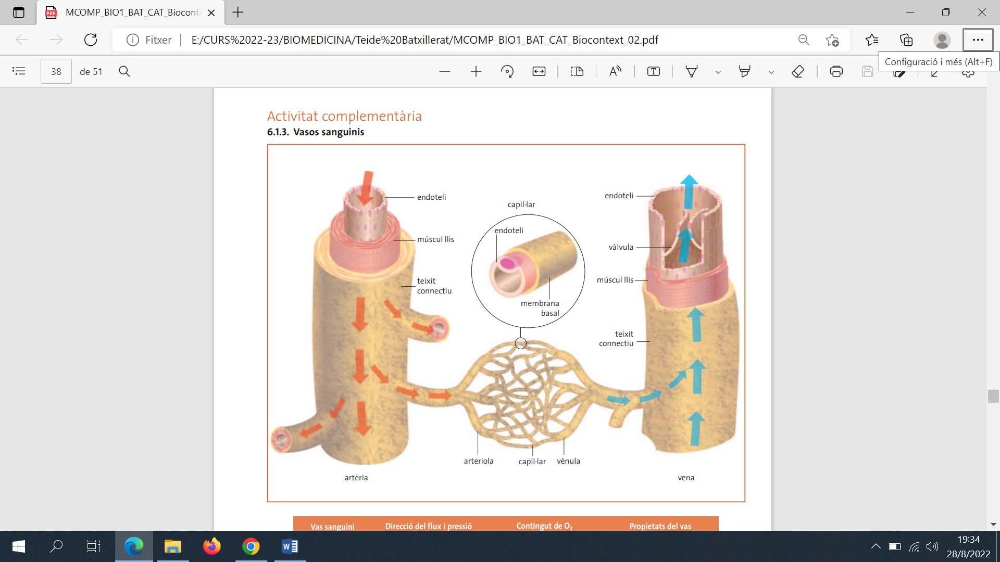 MCOMP_BIO1_BAT_CAT_Bioconte
Fitxer
E:/CURS%2022-23/BIOMEDICINA/Teide%20Batxillerat/MCOMP_BIO1_BAT_CAT_Biocontext_02.pdf
Configuració i més (Alt+F)
38 de 51
Activitat complementària
6.1.3. Vasos sanguinis
endoteli
múscul llis
teixit
connectiu
capil·lar
endoteli
membrana
basal
endoteli
vàlvula
múscul llis
teixit
connectiu
arteriola
capil·lar
vènula
artèria
vena
Vas sanguini
Direcció del flux i pressió
Contingut de O₂
Propietats del vas
19:34
28/8/2022